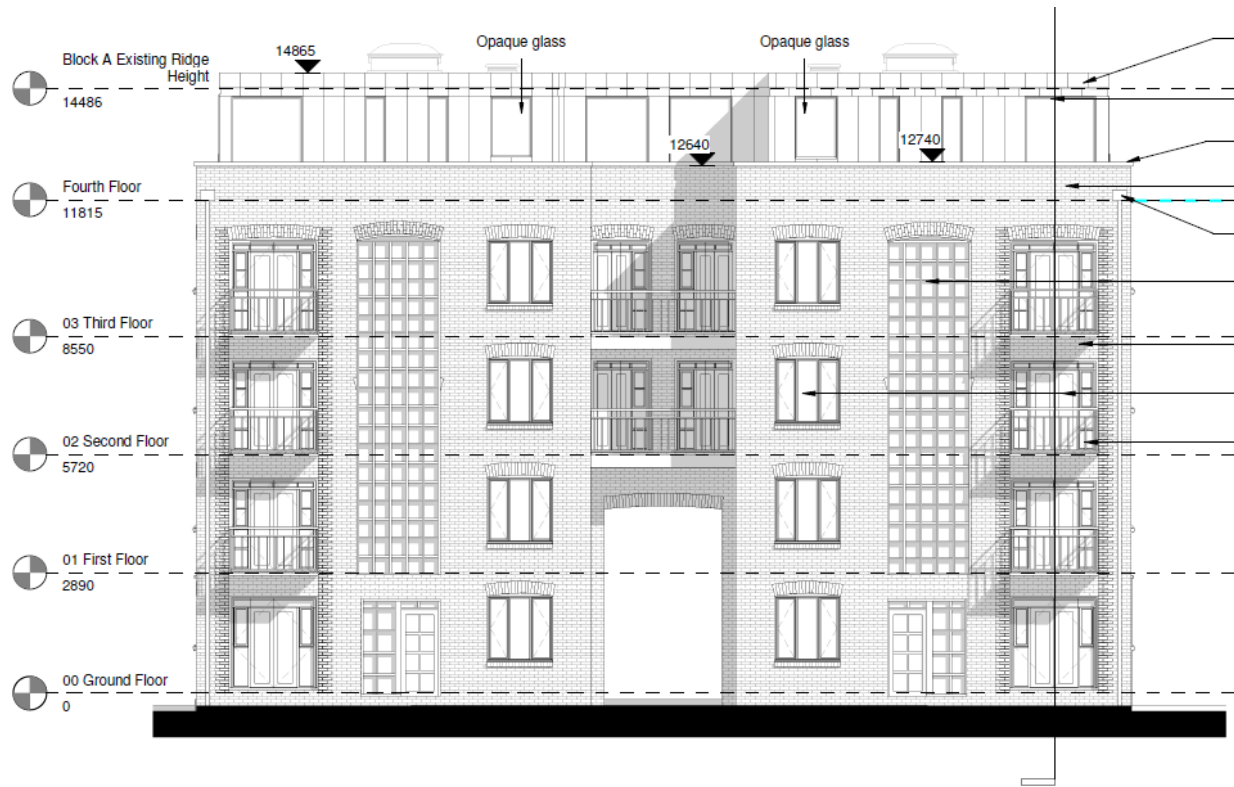 Opaque glass
Opaque glass
14865
Block A Existing Ridge
Height
14486
12640
12740
Fourth Floor
11815
03 Third Floor
8550
02 Second Floor
5720
01 First Floor
2890
00 Ground Floor
0